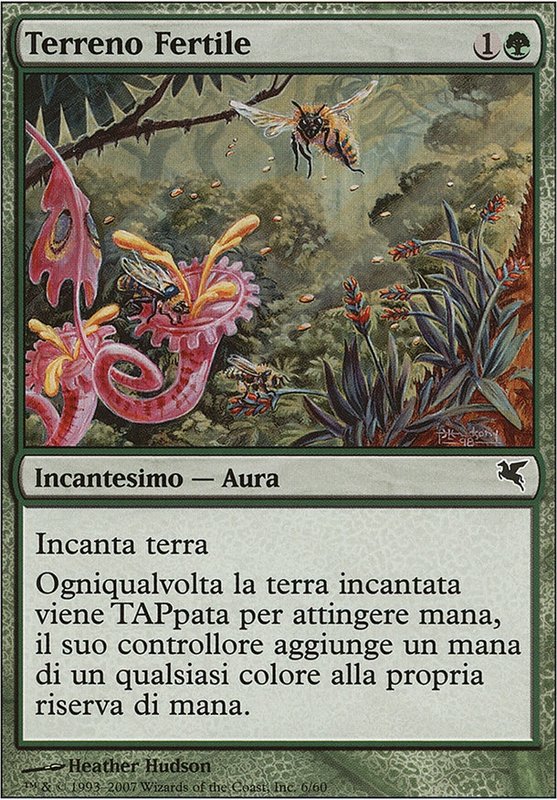 Terreno Fertile 1
Incantesimo — Aura
Incanta terra
Ogniqualvolta la terra incantata
viene TAPpata per attingere mana,
il suo controllore aggiunge un mana
di un qualsiasi colore alla propria
riserva di mana.
Heather Hudson
™ & © 1993–2007 Wizards of the Coast, Inc. 6/60